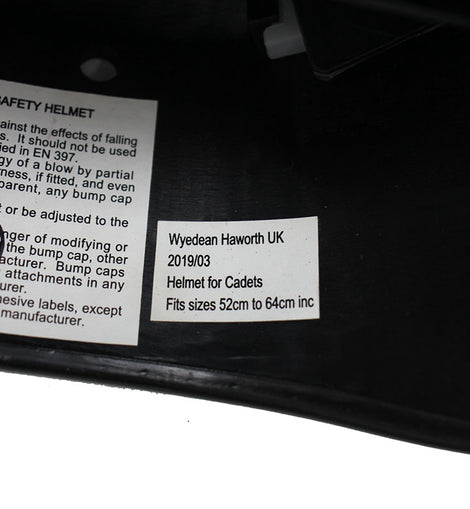 SAFETY HELMET
against the effects of falling
s. It should not be used
ied in EN 397.
gy of a blow by partial
ness, if fitted, and even
parent, any bump cap
t or be adjusted to the
nger of modifying or
the bump cap, other
acturer. Bump caps
attachments in any
urer.
hesive labels, except
manufacturer.
Wyedean Haworth UK
2019/03
Helmet for Cadets
Fits sizes 52cm to 64cm inc